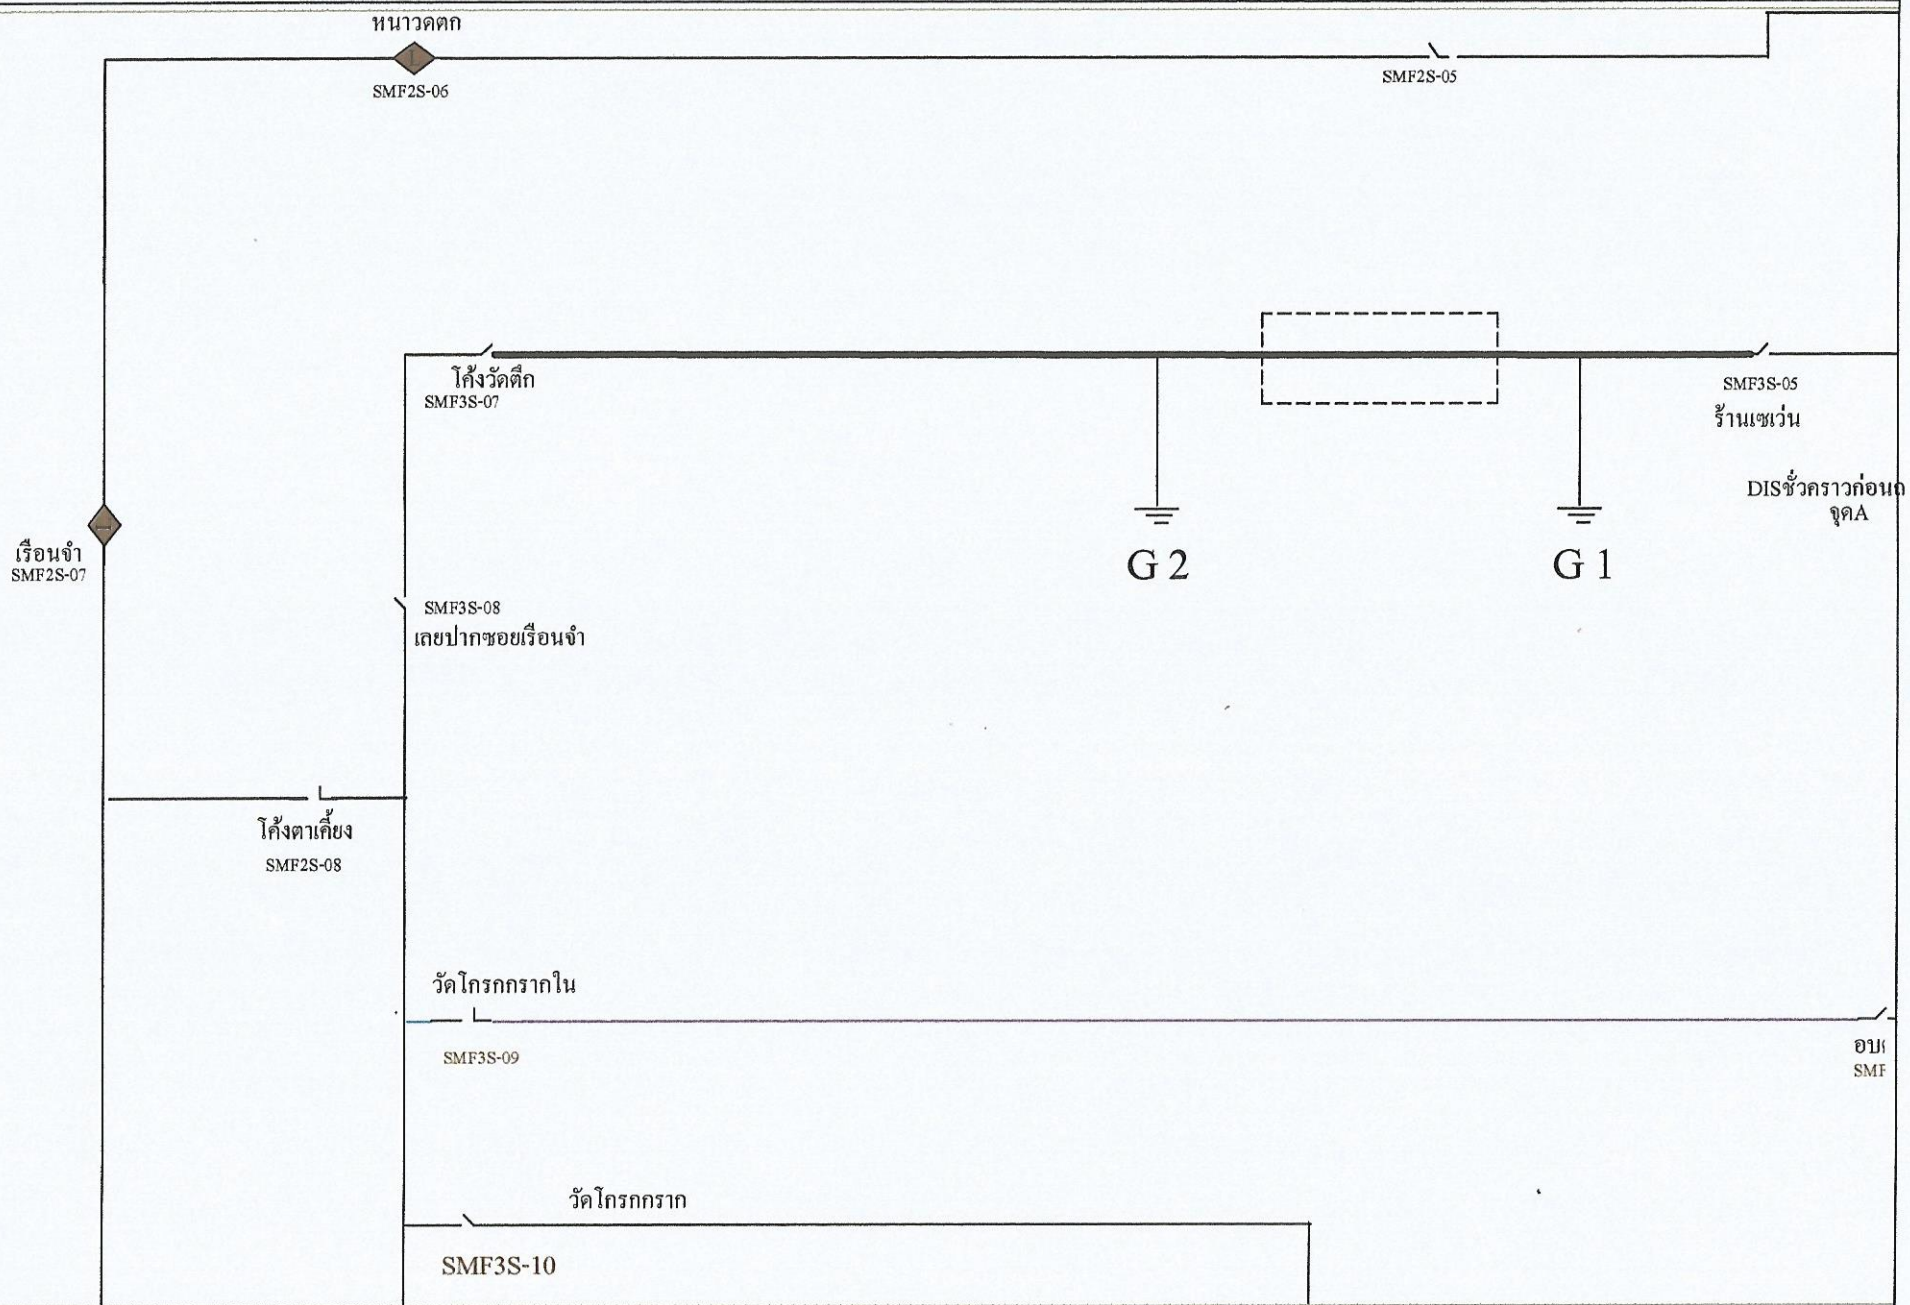 หนาวดตก
SMF2S-06
SMF2S-05
โค้งวัดตึก
SMF3S-07
SMF3S-05
ร้านเซเว่น
DISชั่วคราวก่อนถ
จุดA
G 2
G 1
เรือนจำ
SMF2S-07
SMF3S-08
เลยปากซอยเรือนจำ
โค้งตาเคี้ยง
SMF2S-08
วัดโกรกกรากใน
SMF3S-09
อบเ
SMF
วัดโกรกกราก
SMF3S-10